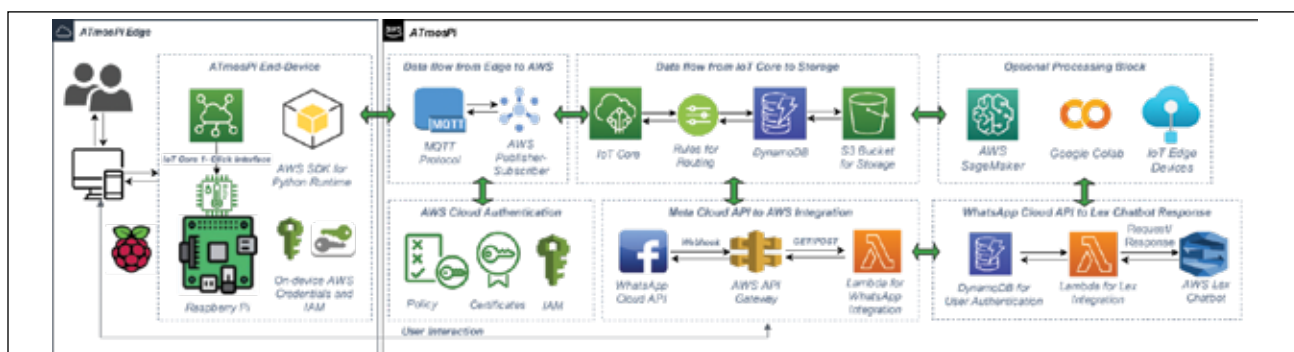 ATmosPi Edge
aws
ATmosPi
ATmosPi End-Device
IoT Core 1- Click Interface
AWS SDK for
Python Runtime
Raspberry Pi
On-device AWS
Credentials and
IAM
Data flow from Edge to AWS
MQTT
MQTT
Protocol
AWS
Publisher-
Subscriber
Data flow from IoT Core to Storage
IoT Core
Rules for
Routing
DynamoDB
S3 Bucket
for Storage
Optional Processing Block
AWS
SageMaker
Google Colab
IoT Edge
Devices
AWS Cloud Authentication
Policy
Certificates
IAM
Meta Cloud API to AWS Integration
WhatsApp
Cloud API
Webhook
AWS API
Gateway
GET/POST
Lambda for
WhatsApp
Integration
WhatsApp Cloud API to Lex Chatbot Response
DynamoDB for
User Authentication
Lambda for Lex
Integration
Request/
Response
AWS Lex
Chatbot
User Interaction